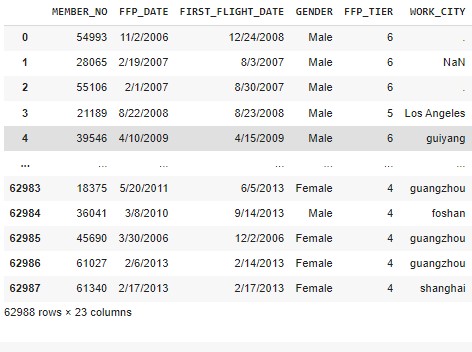 MEMBER_NO FFP_DATE FIRST_FLIGHT_DATE GENDER FFP_TIER WORK_CITY
0 54993 11/2/2006 12/24/2008 Male 6 .
1 28065 2/19/2007 8/3/2007 Male 6 NaN
2 55106 2/1/2007 8/30/2007 Male 6 .
3 21189 8/22/2008 8/23/2008 Male 5 Los Angeles
4 39546 4/10/2009 4/15/2009 Male 6 guiyang
... ... ... ... ... ... ...
62983 18375 5/20/2011 6/5/2013 Female 4 guangzhou
62984 36041 3/8/2010 9/14/2013 Male 4 foshan
62985 45690 3/30/2006 12/2/2006 Female 4 guangzhou
62986 61027 2/6/2013 2/14/2013 Female 4 guangzhou
62987 61340 2/17/2013 2/17/2013 Female 4 shanghai
62988 rows × 23 columns